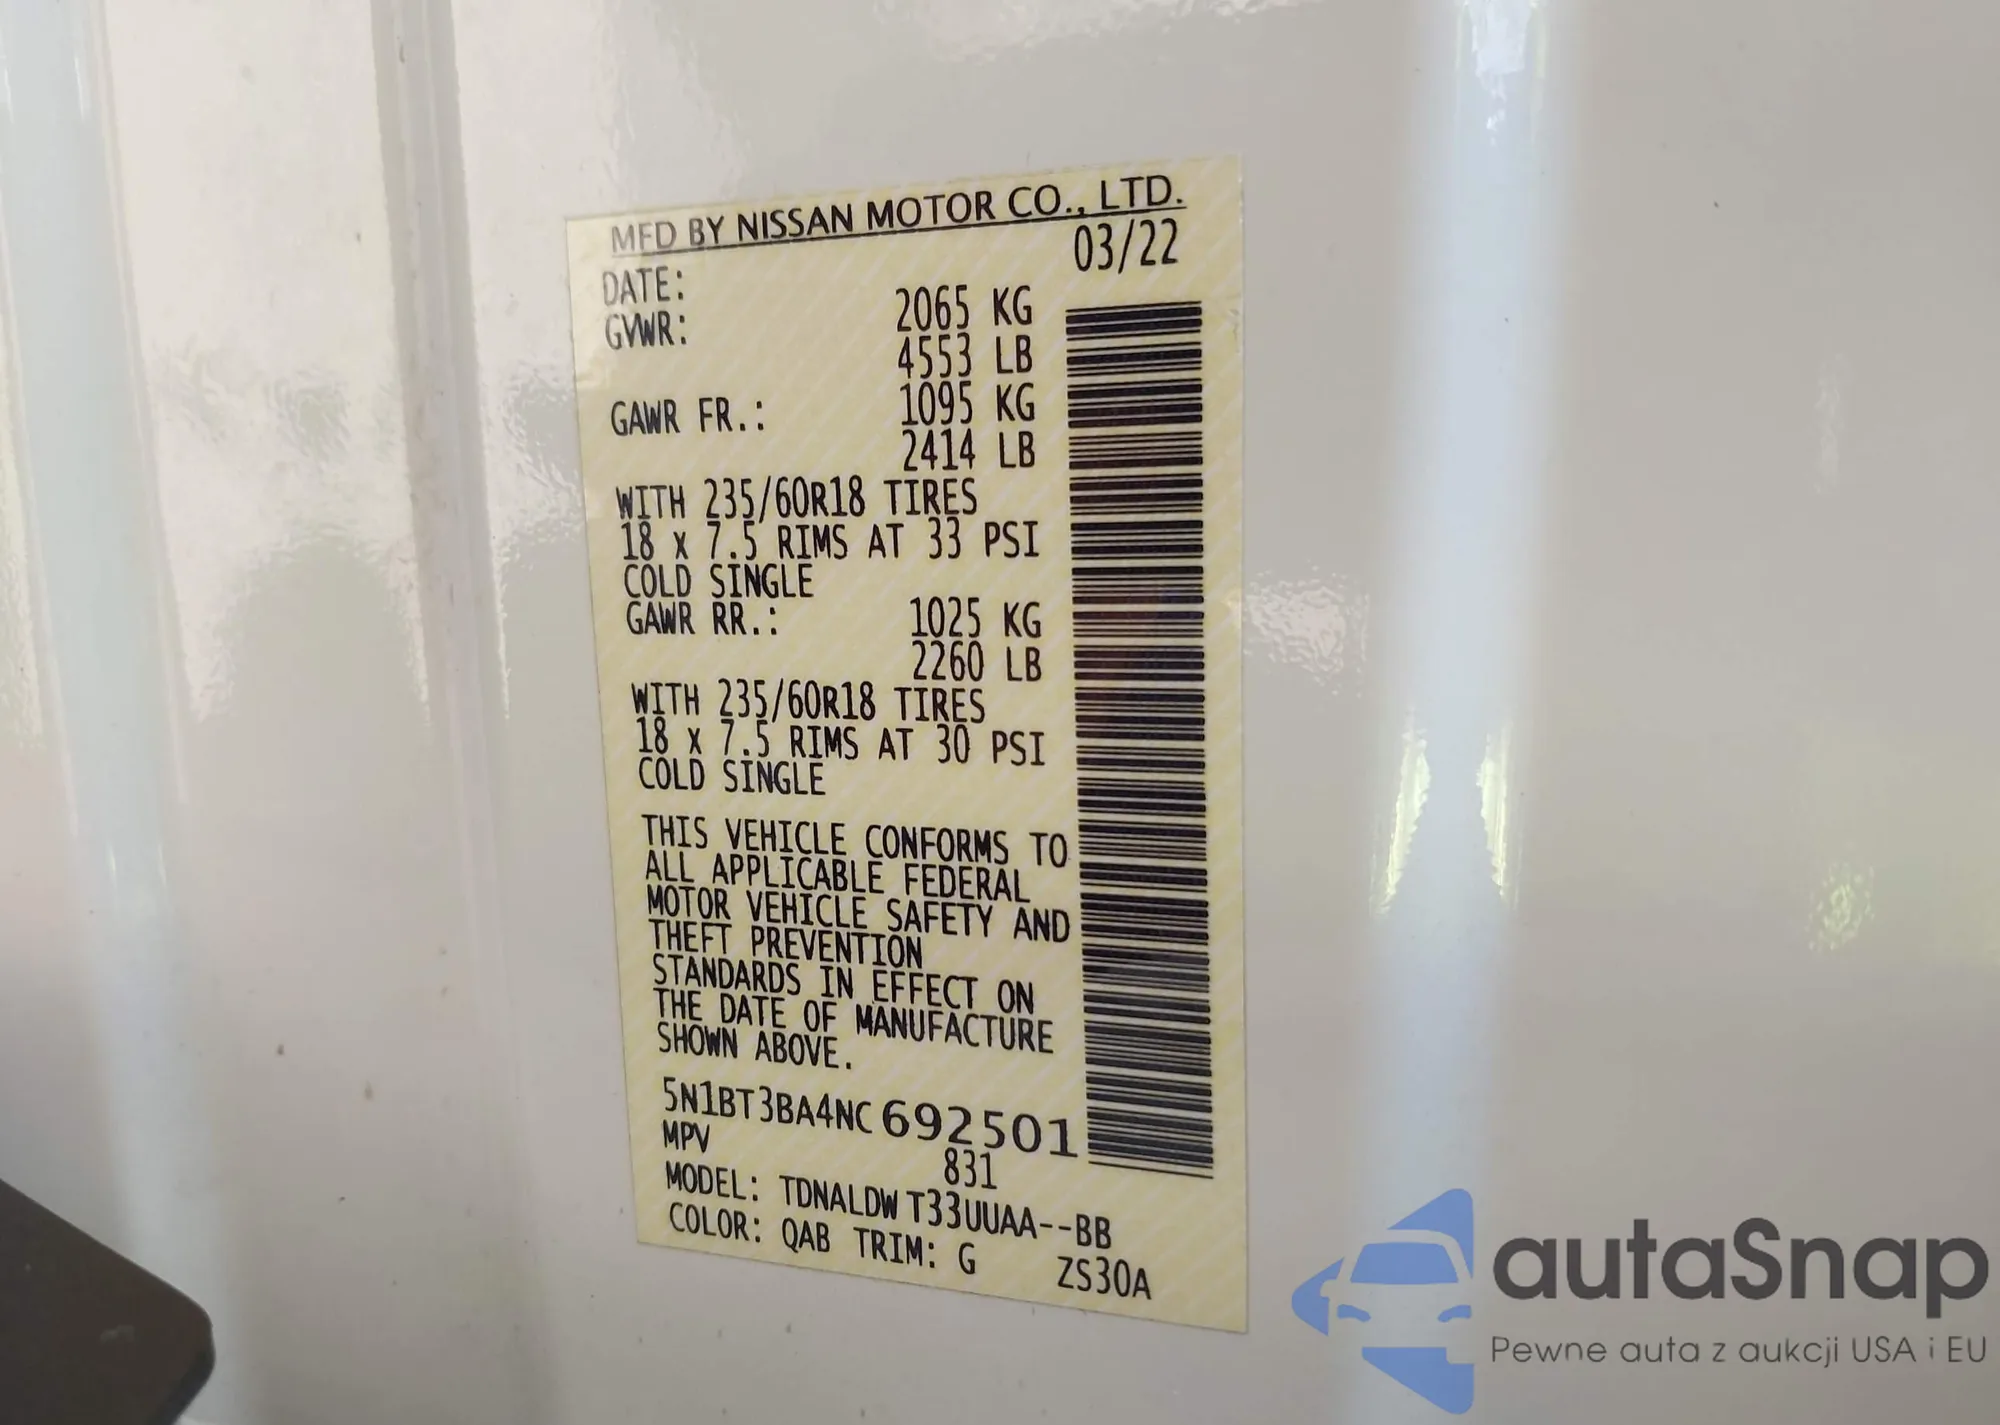 MFD BY NISSAN MOTOR CO., LTD.
DATE: 03/22
GVWR: 2065 KG
4553 LB
GAWR FR.: 1095 KG
2414 LB
WITH 235/60R18 TIRES
18 x 7.5 RIMS AT 33 PSI
COLD SINGLE
GAWR RR.: 1025 KG
2260 LB
WITH 235/60R18 TIRES
18 x 7.5 RIMS AT 30 PSI
COLD SINGLE
THIS VEHICLE CONFORMS TO
ALL APPLICABLE FEDERAL
MOTOR VEHICLE SAFETY AND
THEFT PREVENTION
STANDARDS IN EFFECT ON
THE DATE OF MANUFACTURE
SHOWN ABOVE.
5N1BT3BA4NC692501
MPV 831
MODEL: TDNALDW T33UUAA--BB
COLOR: QAB TRIM: G ZS30A
autaSnap
Pewne auta z aukcji USA i EU